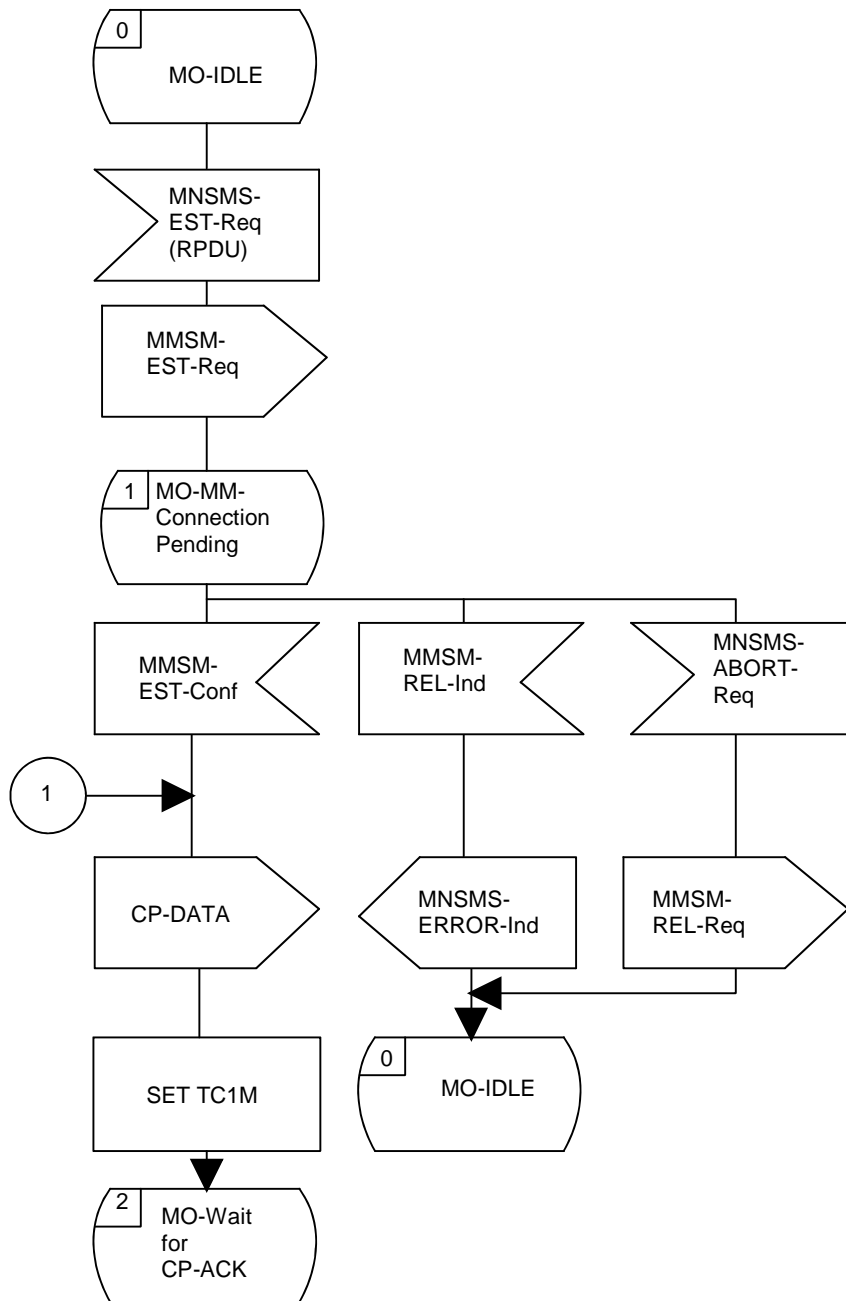 0
MO-IDLE
MNSMS-
EST-Req
(RPDU)
MMSM-
EST-Req
1
MO-MM-
Connection
Pending
MMSM-
EST-Conf
MMSM-
REL-Ind
MNSMS-
ABORT-
Req
1
CP-DATA
MNSMS-
ERROR-Ind
MMSM-
REL-Req
SET TC1M
0
MO-IDLE
2
MO-Wait
for
CP-ACK